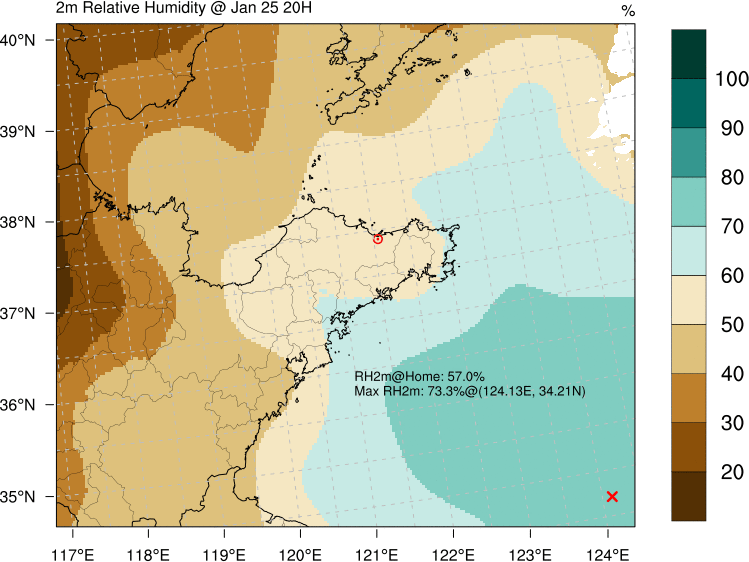 2m Relative Humidity @ Jan 25 20H
%
40°N
39°N
38°N
37°N
36°N
35°N
117°E 118°E 119°E 120°E 121°E 122°E 123°E 124°E
RH2m@Home: 57.0%
Max RH2m: 73.3%@(124.13E, 34.21N)
100
90
80
70
60
50
40
30
20